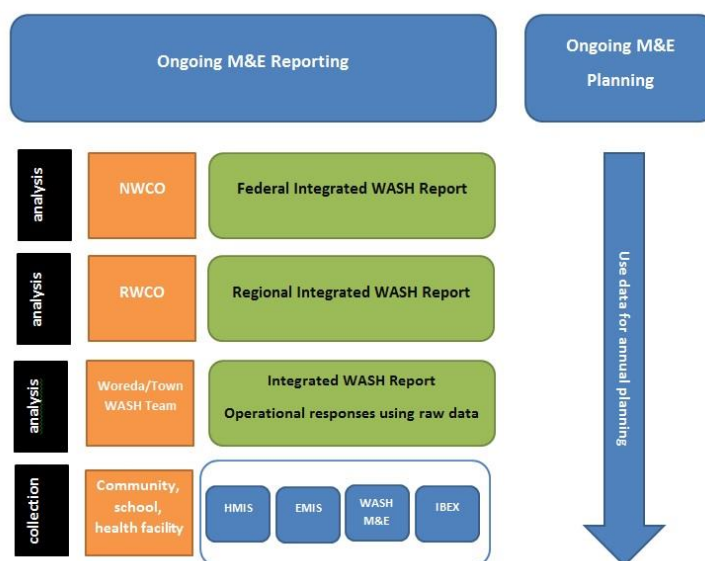 Ongoing M&E Reporting
Ongoing M&E
Planning
analysis
NWCO
Federal Integrated WASH Report
analysis
RWCO
Regional Integrated WASH Report
analysis
Woreda/Town
WASH Team
Integrated WASH Report
Operational responses using raw data
collection
Community,
school,
health facility
HMIS
EMIS
WASH
M&E
IBEX
Use data for annual planning